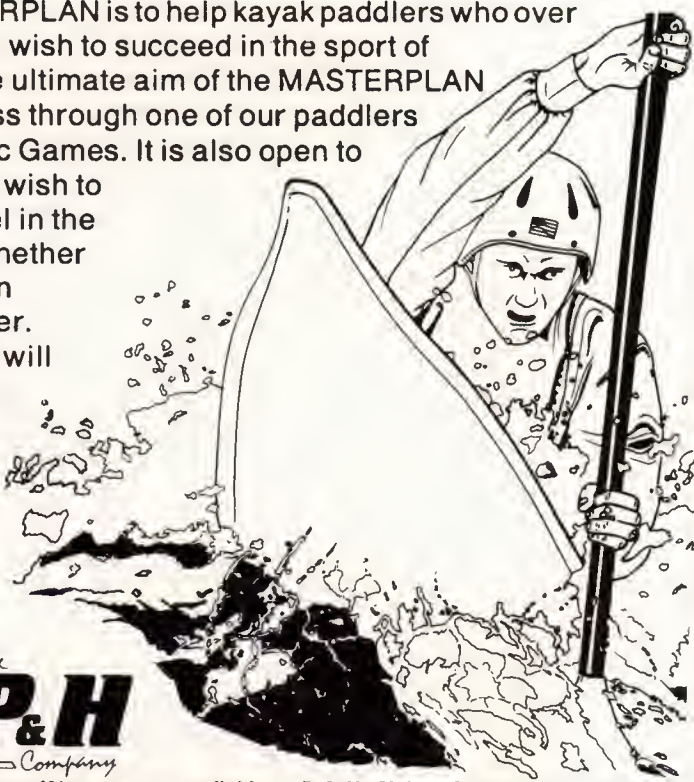 RPLAN is to help kayak paddlers who over
wish to succeed in the sport of
ultimate aim of the MASTERPLAN
ss through one of our paddlers
c Games. It is also open to
wish to
el in the
hether
n
er.
will
P&H
Company